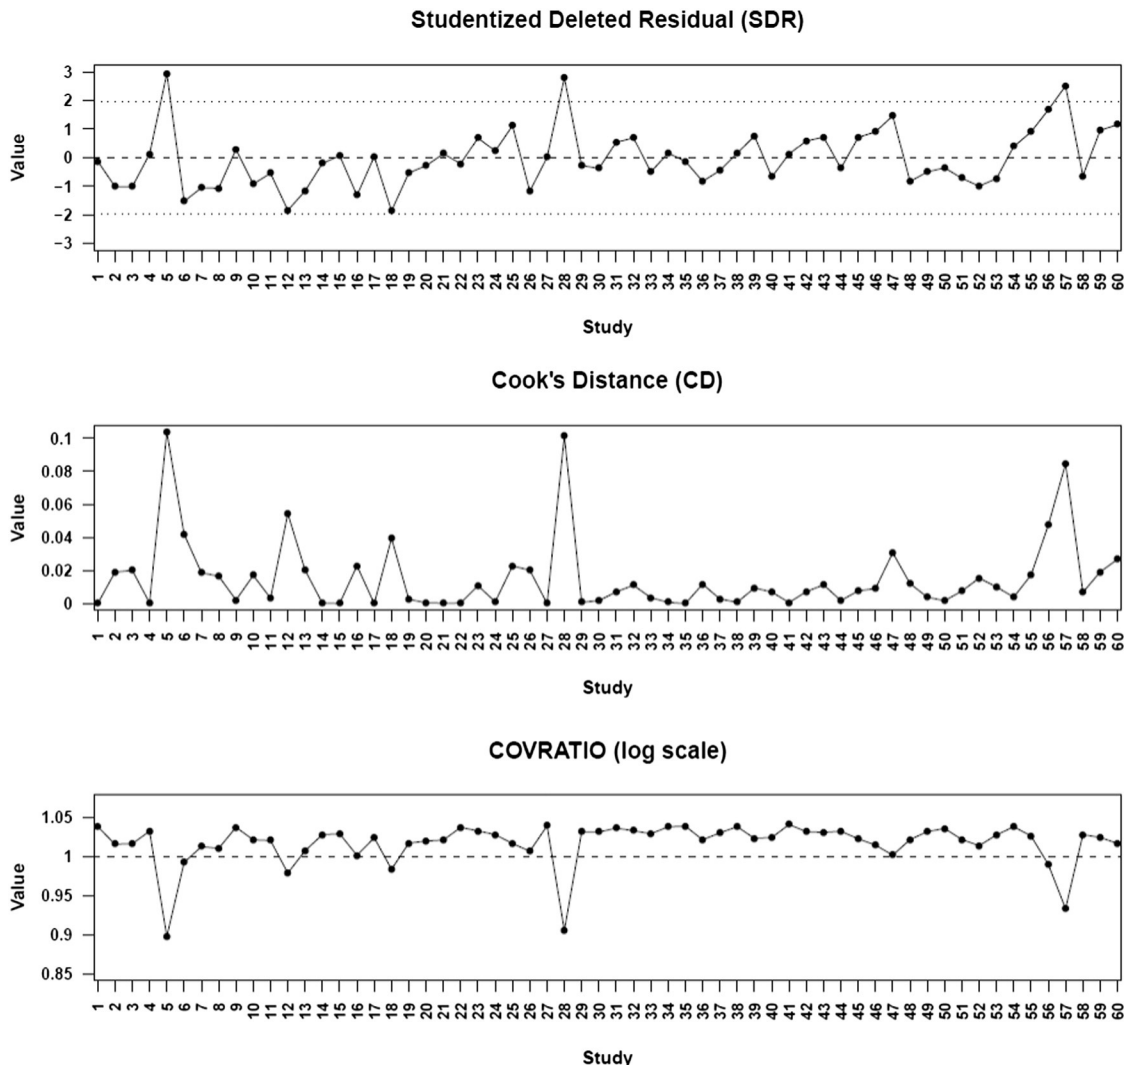 Studentized Deleted Residual (SDR)
3
2
1
0
−1
−2
−3
Value
1 2 3 4 5 6 7 8 9 10 11 12 13 14 15 16 17 18 19 20 21 22 23 24 25 26 27 28 29 30 31 32 33 34 35 36 37 38 39 40 41 42 43 44 45 46 47 48 49 50 51 52 53 54 55 56 57 58 59 60
Study
Cook's Distance (CD)
0.1
0.08
0.06
0.04
0.02
0
Value
1 2 3 4 5 6 7 8 9 10 11 12 13 14 15 16 17 18 19 20 21 22 23 24 25 26 27 28 29 30 31 32 33 34 35 36 37 38 39 40 41 42 43 44 45 46 47 48 49 50 51 52 53 54 55 56 57 58 59 60
Study
COVRATIO (log scale)
1.05
1
0.95
0.9
0.85
Value
1 2 3 4 5 6 7 8 9 10 11 12 13 14 15 16 17 18 19 20 21 22 23 24 25 26 27 28 29 30 31 32 33 34 35 36 37 38 39 40 41 42 43 44 45 46 47 48 49 50 51 52 53 54 55 56 57 58 59 60
Study